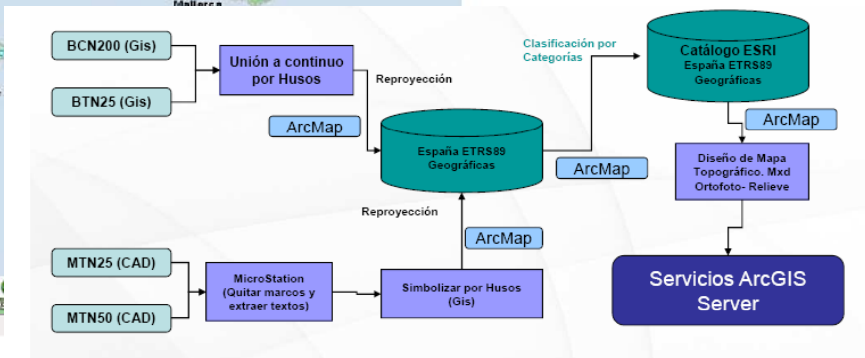 Mallorca
BCN200 (Gis)
BTN25 (Gis)
Unión a continuo
por Husos
Reproyección
ArcMap
España ETRS89
Geográficas
Clasificación por
Categorías
ArcMap
Catálogo ESRI
España ETRS89
Geográficas
ArcMap
Diseño de Mapa
Topográfico. Mxd
Ortofoto- Relieve
Servicios ArcGIS
Server
Reproyección
ArcMap
MTN25 (CAD)
MTN50 (CAD)
MicroStation
(Quitar marcos y
extraer textos)
Simbolizar por Husos
(Gis)